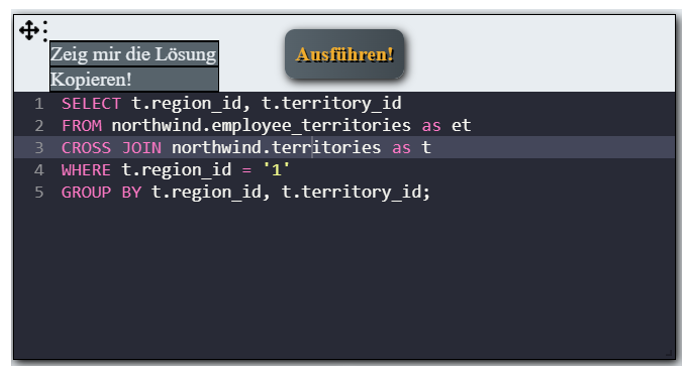 Zeig mir die Lösung
Kopieren!
Ausführen!
1 SELECT t.region_id, t.territory_id
2 FROM northwind.employee_territories as et
3 CROSS JOIN northwind.territories as t
4 WHERE t.region_id = '1'
5 GROUP BY t.region_id, t.territory_id;